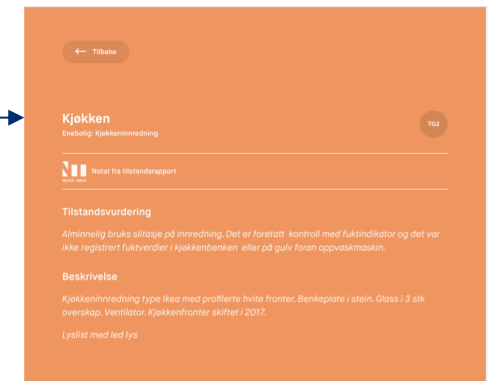 ← Tilbake
Kjøkken
TG2
Enebolig: Kjøkkeninnredning
Notat fra tilstandsrapport
Tilstandsvurdering
Alminnelig bruks slitasje på innredning. Det er foretatt kontroll med fuktindikator og det var
ikke registrert fuktverdier i kjøkkenbenken eller på gulv foran oppvaskmaskin.
Beskrivelse
Kjøkkeninnredning type Ikea med profilerte hvite fronter. Benkeplate i stein. Glass i 3 stk
overskap. Ventilator. Kjøkkenfronter skiftet i 2017.
Lyslist med led lys